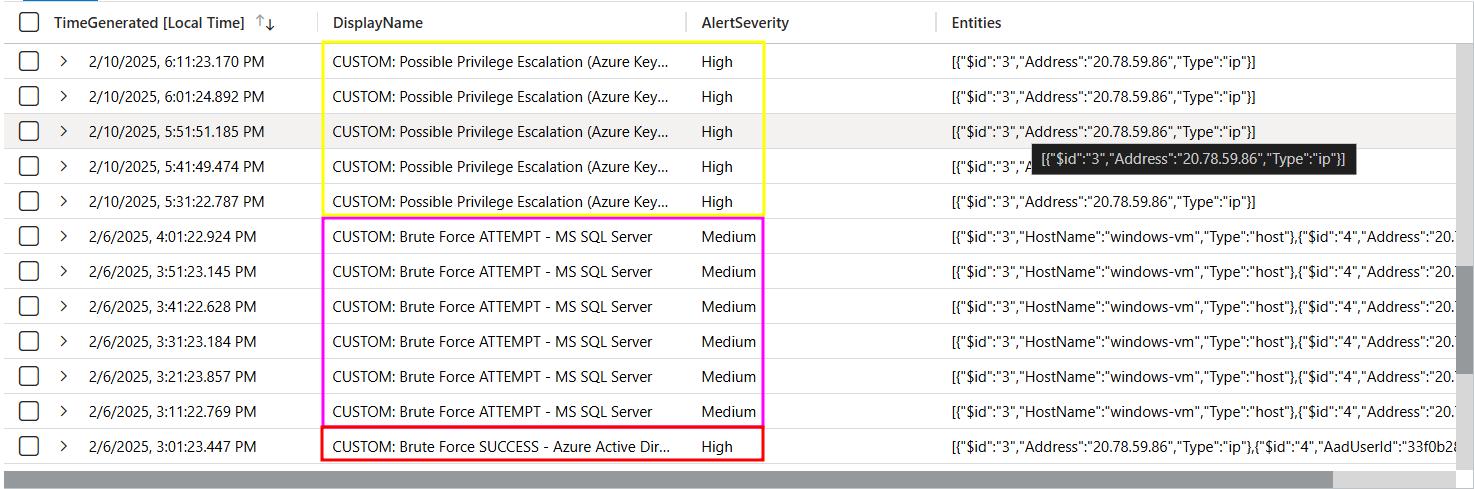 TimeGenerated [Local Time] DisplayName AlertSeverity Entities
2/10/2025, 6:11:23.170 PM CUSTOM: Possible Privilege Escalation (Azure Key... High [{"$id":"3","Address":"20.78.59.86","Type":"ip"}]
2/10/2025, 6:01:24.892 PM CUSTOM: Possible Privilege Escalation (Azure Key... High [{"$id":"3","Address":"20.78.59.86","Type":"ip"}]
2/10/2025, 5:51:51.185 PM CUSTOM: Possible Privilege Escalation (Azure Key... High [{"$id":"3","Address":"20.78.59.86","Type":"ip"}]
2/10/2025, 5:41:49.474 PM CUSTOM: Possible Privilege Escalation (Azure Key... High [{"$id":"3","A
[{"$id":"3","Address":"20.78.59.86","Type":"ip"}]
2/10/2025, 5:31:22.787 PM CUSTOM: Possible Privilege Escalation (Azure Key... High [{"$id":"3","Address":"20.78.59.86","Type":"ip"}]
2/6/2025, 4:01:22.924 PM CUSTOM: Brute Force ATTEMPT - MS SQL Server Medium [{"$id":"3","HostName":"windows-vm","Type":"host"},{"$id":"4","Address":"20.
2/6/2025, 3:51:23.145 PM CUSTOM: Brute Force ATTEMPT - MS SQL Server Medium [{"$id":"3","HostName":"windows-vm","Type":"host"},{"$id":"4","Address":"20.
2/6/2025, 3:41:22.628 PM CUSTOM: Brute Force ATTEMPT - MS SQL Server Medium [{"$id":"3","HostName":"windows-vm","Type":"host"},{"$id":"4","Address":"20.
2/6/2025, 3:31:23.184 PM CUSTOM: Brute Force ATTEMPT - MS SQL Server Medium [{"$id":"3","HostName":"windows-vm","Type":"host"},{"$id":"4","Address":"20.
2/6/2025, 3:21:23.857 PM CUSTOM: Brute Force ATTEMPT - MS SQL Server Medium [{"$id":"3","HostName":"windows-vm","Type":"host"},{"$id":"4","Address":"20.
2/6/2025, 3:11:22.769 PM CUSTOM: Brute Force ATTEMPT - MS SQL Server Medium [{"$id":"3","HostName":"windows-vm","Type":"host"},{"$id":"4","Address":"20.
2/6/2025, 3:01:23.447 PM CUSTOM: Brute Force SUCCESS - Azure Active Dir... High [{"$id":"3","Address":"20.78.59.86","Type":"ip"},{"$id":"4","AadUserId":"33f0b28